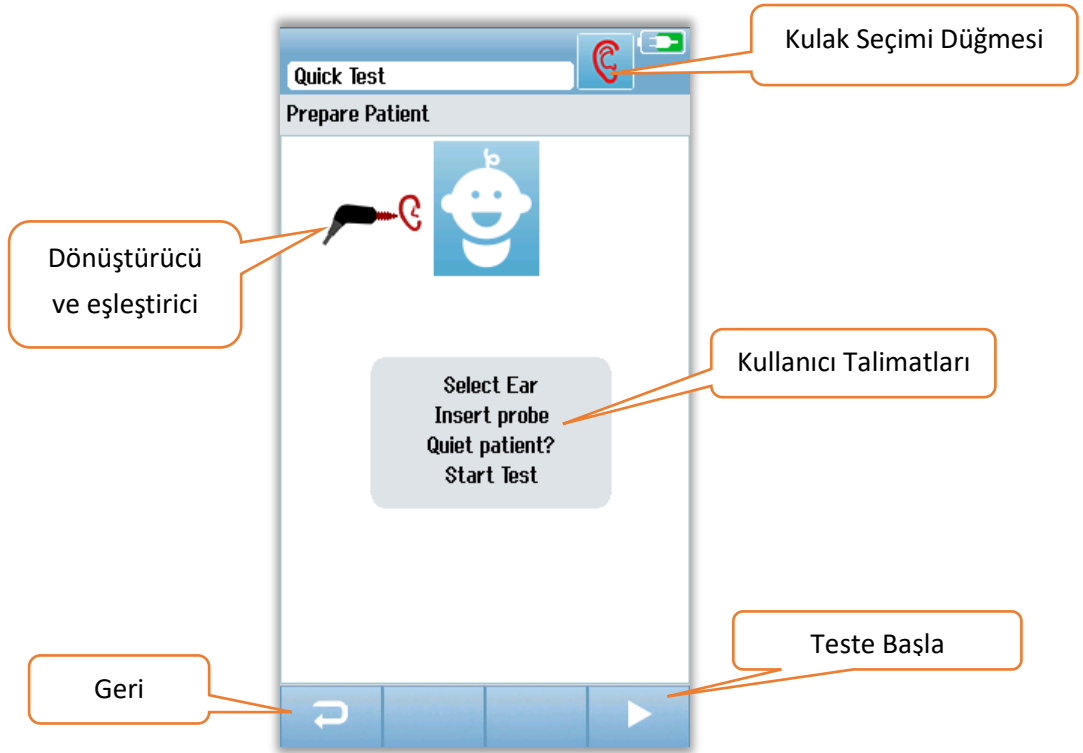 Kulak Seçimi Düğmesi
Quick Test
Prepare Patient
Dönüştürücü
ve eşleştirici
Kullanıcı Talimatları
Select Ear
Insert probe
Quiet patient?
Start Test
Teste Başla
Geri